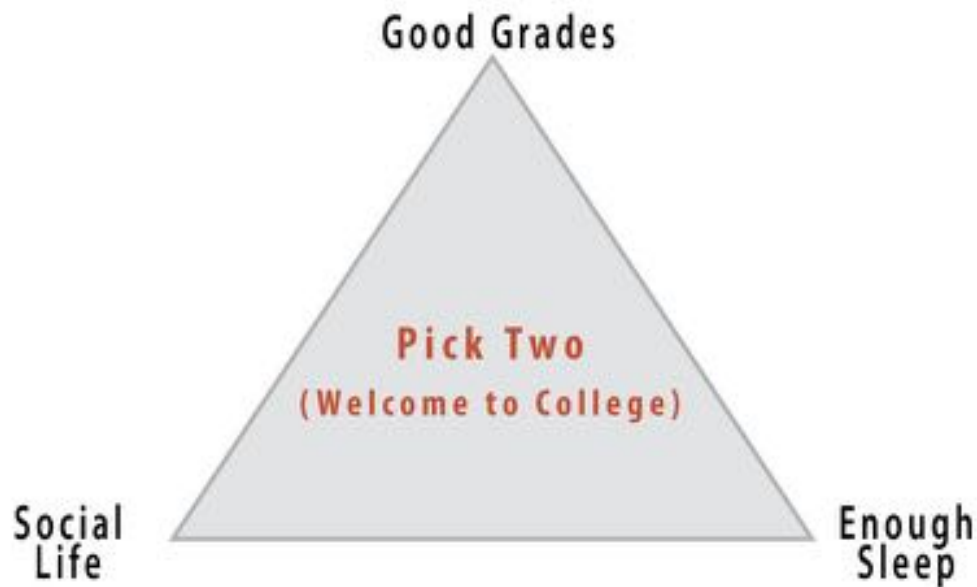 Good Grades
Pick Two
(Welcome to College)
Social
Life
Enough
Sleep